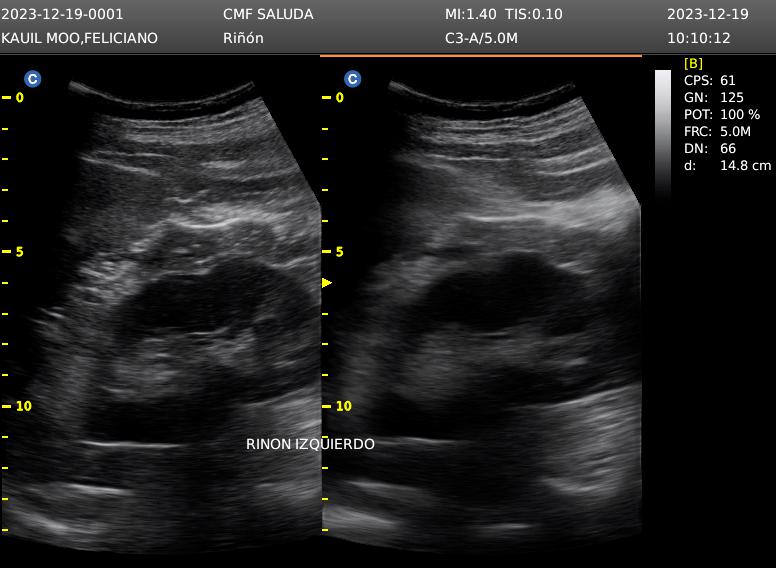 2023-12-19-0001 CMF SALUDA MI:1.40 TIS:0.10 2023-12-19
KAUIL MOO,FELICIANO Riñón C3-A/5.0M 10:10:12
C C
[B]
CPS: 61
GN: 125
POT: 100 %
FRC: 5.0M
DN: 66
d: 14.8 cm
0 0
5 5
10 10
RINON IZQUIERDO